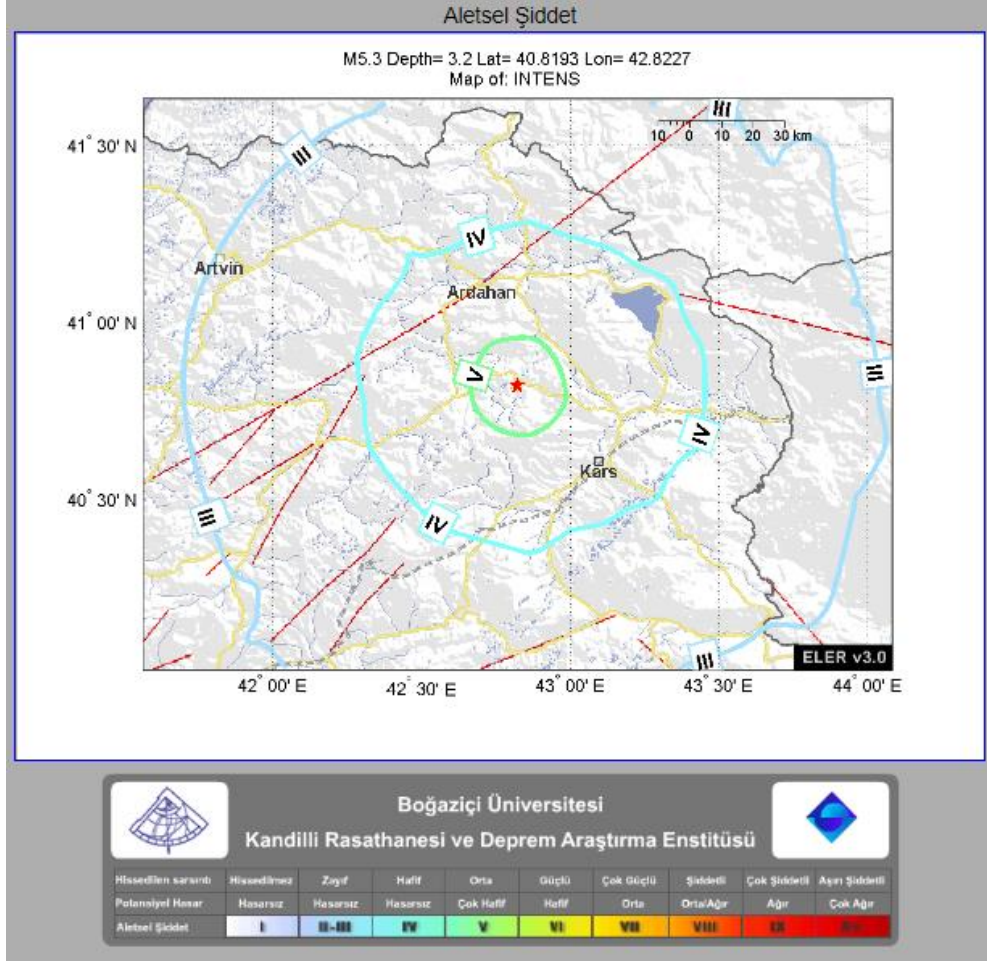 Aletsel Şiddet
M5.3 Depth= 3.2 Lat= 40.8193 Lon= 42.8227
Map of: INTENS
III
10 0 10 20 30 km
41° 30' N
III
IV
Artvin
Ardahan
41° 00' N
V
III
IV
Kars
40° 30' N
III
IV
III
ELER v3.0
42° 00' E 42° 30' E 43° 00' E 43° 30' E 44° 00' E
Boğaziçi Üniversitesi
Kandilli Rasathanesi ve Deprem Araştırma Enstitüsü
Hissedilen sarsıntı Hissedilmez Zayıf Hafif Orta Güçlü Çok Güçlü Şiddetli Çok Şiddetli Aşırı Şiddetli
Potansiyel Hasar Hasarsız Hasarsız Hasarsız Çok Hafif Hafif Orta Orta/Ağır Ağır Çok Ağır
Aletsel Şiddet I II-III IV V VI VII VIII IX